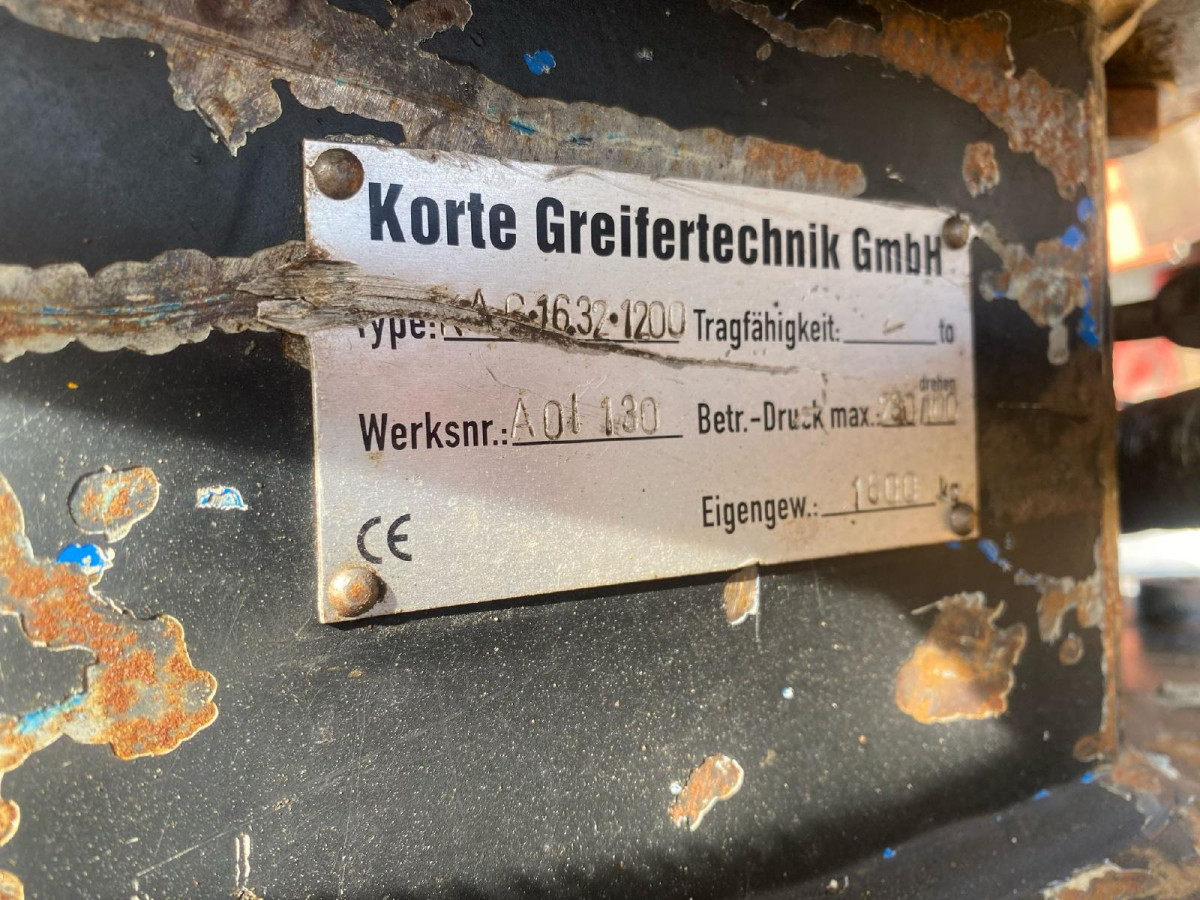 Korte Greifertechnik GmbH
Type: 16.32•1200 Tragfähigkeit: - to
drehen
Werksnr.: A01 130 Betr.-Druck max.:
Eigengew.: kg
CE